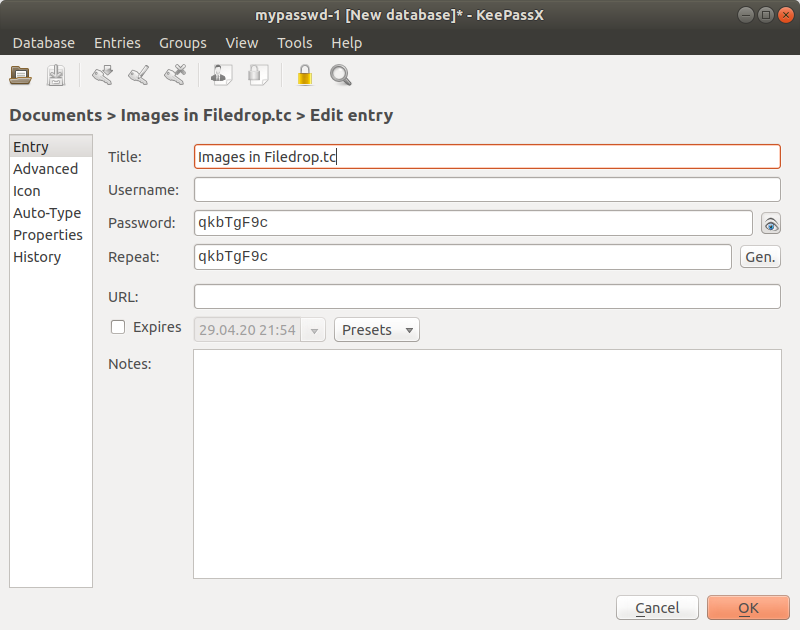 mypasswd-1 [New database]* - KeePassX
Database Entries Groups View Tools Help
Documents > Images in Filedrop.tc > Edit entry
Entry
Advanced
Icon
Auto-Type
Properties
History
Title: Images in Filedrop.tc
Username:
Password: qkbTgF9c
Repeat: qkbTgF9c Gen.
URL:
Expires 29.04.20 21:54 Presets
Notes:
Cancel OK